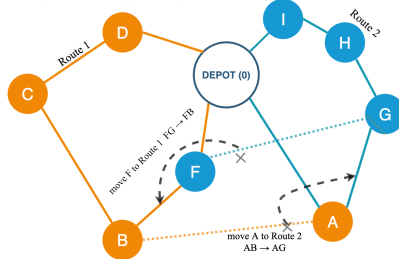 I
D
Route 2
H
Route 1
DEPOT (0)
C
G
move F to Route 1 FG → FB
F
A
B
move A to Route 2
AB → AG